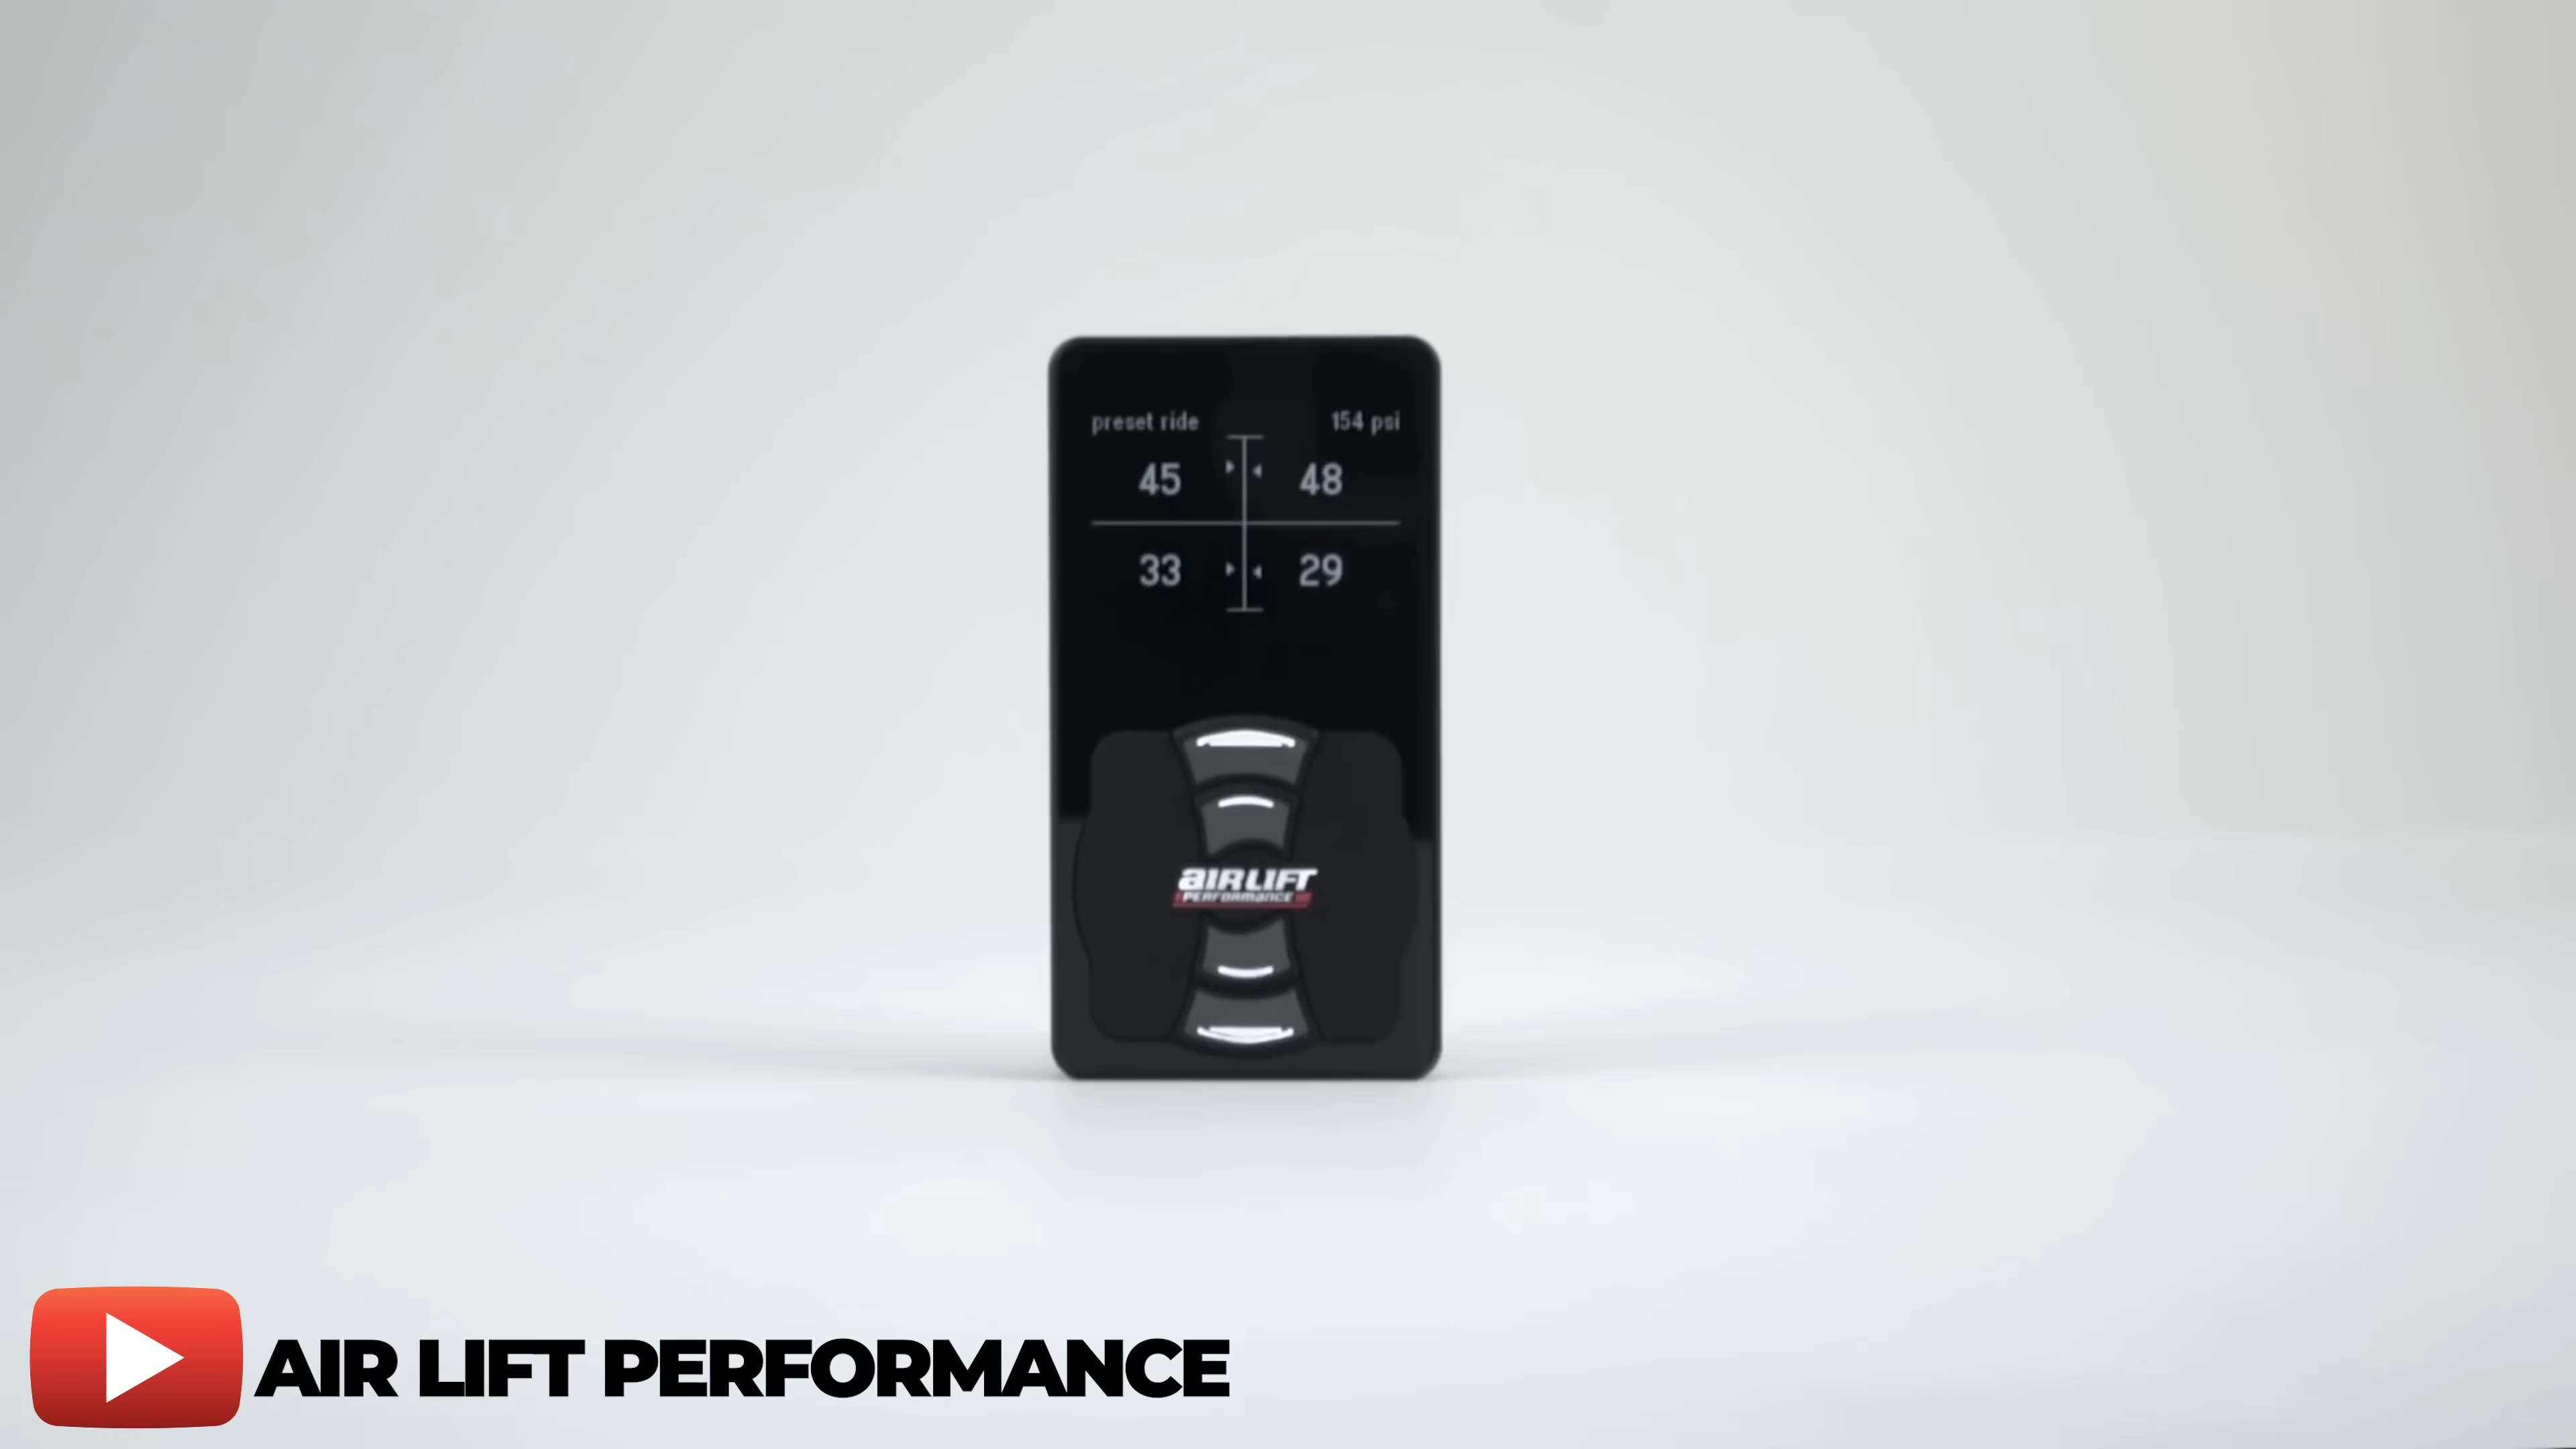 preset ride 154 psi
45 48
33 29
AIRLIFT
PERFORMANCE
AIR LIFT PERFORMANCE